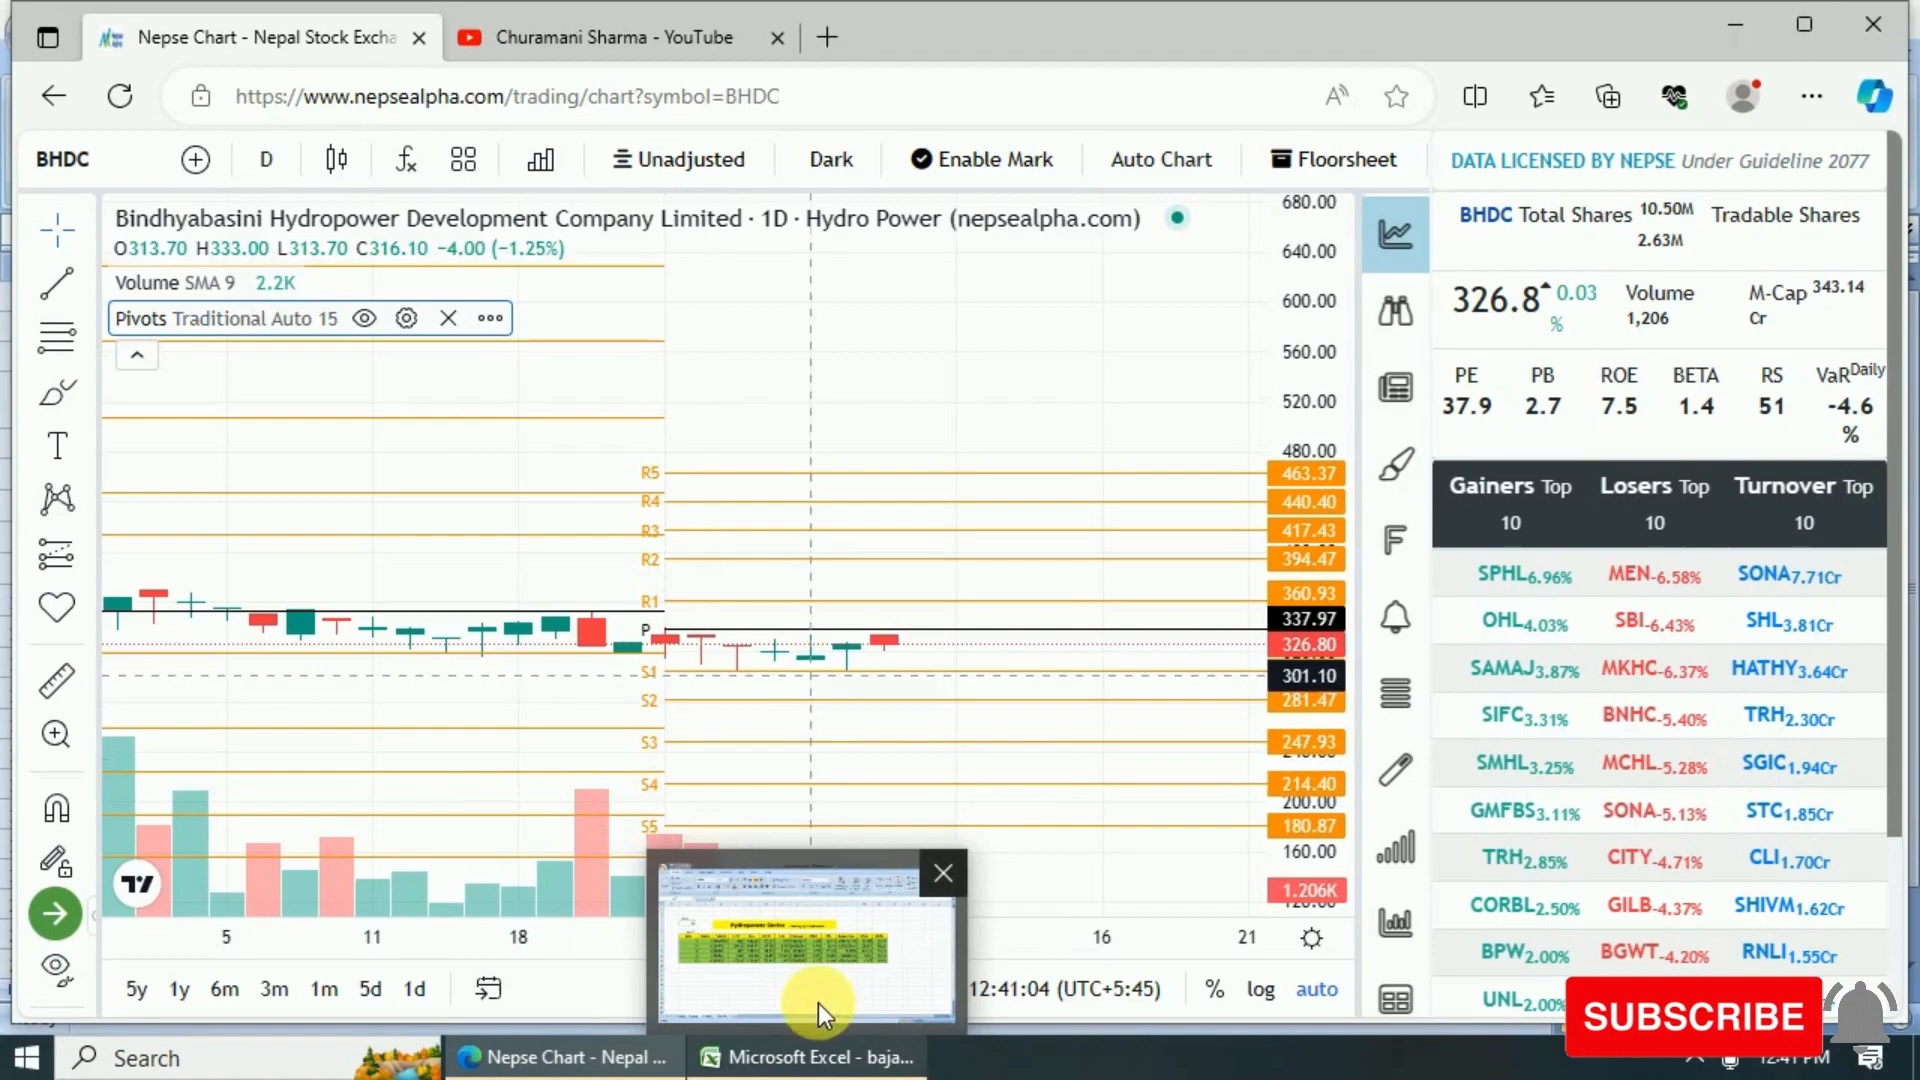 Nepse Chart - Nepal Stock Excha
Churamani Sharma - YouTube
https://www.nepsealpha.com/trading/chart?symbol=BHDC
BHDC
D
Unadjusted
Dark
Enable Mark
Auto Chart
Floorsheet
DATA LICENSED BY NEPSE Under Guideline 2077
Bindhyabasini Hydropower Development Company Limited · 1D · Hydro Power (nepsealpha.com)
O313.70 H333.00 L313.70 C316.10 −4.00 (−1.25%)
Volume SMA 9 2.2K
Pivots Traditional Auto 15
680.00
640.00
600.00
560.00
520.00
480.00
R5 463.37
R4 440.40
R3 417.43
R2 394.47
R1 360.93
P 337.97
326.80
S1 301.10
S2 281.47
S3 247.93
S4 214.40
200.00
S5 180.87
160.00
1.206K
5
11
18
16
21
5y
1y
6m
3m
1m
5d
1d
12:41:04 (UTC+5:45)
%
log
auto
BHDC Total Shares 10.50M Tradable Shares
2.63M
326.8 0.03
%
Volume
1,206
M-Cap 343.14
Cr
PE PB ROE BETA RS VaR Daily
37.9 2.7 7.5 1.4 51 -4.6
%
Gainers Top Losers Top Turnover Top
10 10 10
SPHL6.96% MEN-6.58% SONA7.71Cr
OHL4.03% SBI-6.43% SHL3.81Cr
SAMAJ3.87% MKHC-6.37% HATHY3.64Cr
SIFC3.31% BNHC-5.40% TRH2.30Cr
SMHL3.25% MCHL-5.28% SGIC1.94Cr
GMFBS3.11% SONA-5.13% STC1.85Cr
TRH2.85% CITY-4.71% CLI1.70Cr
CORBL2.50% GILB-4.37% SHIVM1.62Cr
BPW2.00% BGWT-4.20% RNLI1.55Cr
UNL2.00%
SUBSCRIBE
Hydropower Sector
Search
Nepse Chart - Nepal ...
Microsoft Excel - baja...
12:41 PM